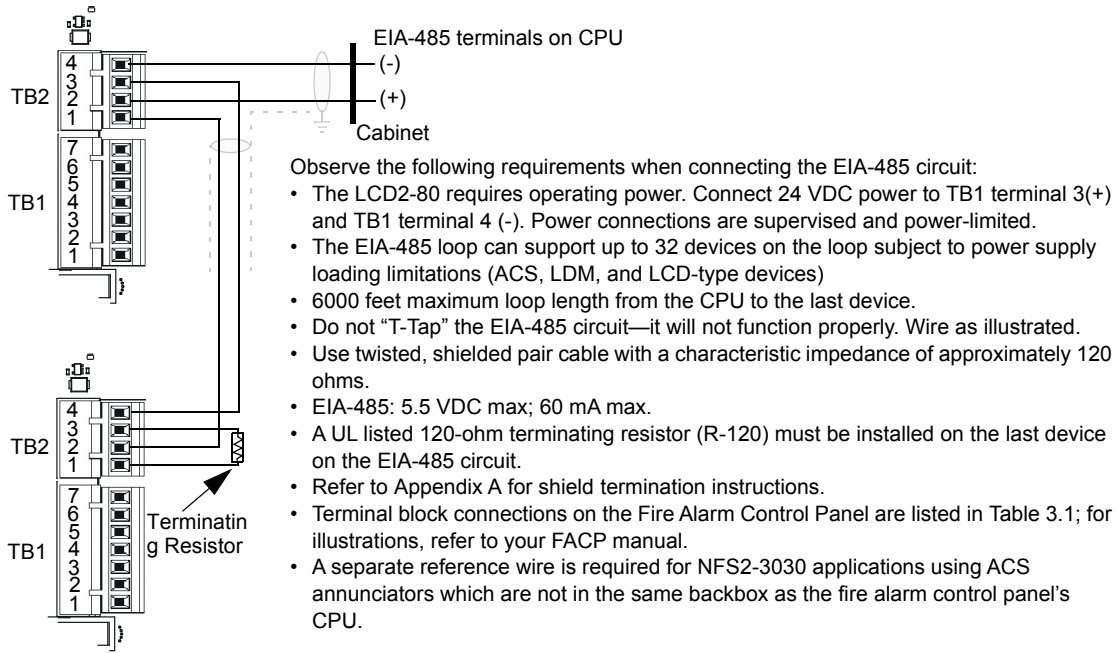 EIA-485 terminals on CPU
4
3
2
1
TB2
(-)
(+)
Cabinet
7
6
5
4
3
2
1
TB1
Observe the following requirements when connecting the EIA-485 circuit:
• The LCD2-80 requires operating power. Connect 24 VDC power to TB1 terminal 3(+)
and TB1 terminal 4 (-). Power connections are supervised and power-limited.
• The EIA-485 loop can support up to 32 devices on the loop subject to power supply
loading limitations (ACS, LDM, and LCD-type devices)
• 6000 feet maximum loop length from the CPU to the last device.
• Do not “T-Tap” the EIA-485 circuit—it will not function properly. Wire as illustrated.
• Use twisted, shielded pair cable with a characteristic impedance of approximately 120
ohms.
• EIA-485: 5.5 VDC max; 60 mA max.
• A UL listed 120-ohm terminating resistor (R-120) must be installed on the last device
on the EIA-485 circuit.
• Refer to Appendix A for shield termination instructions.
• Terminal block connections on the Fire Alarm Control Panel are listed in Table 3.1; for
illustrations, refer to your FACP manual.
• A separate reference wire is required for NFS2-3030 applications using ACS
annunciators which are not in the same backbox as the fire alarm control panel’s
CPU.
4
3
2
1
TB2
7
6
5
4
3
2
1
TB1
Terminatin
g Resistor